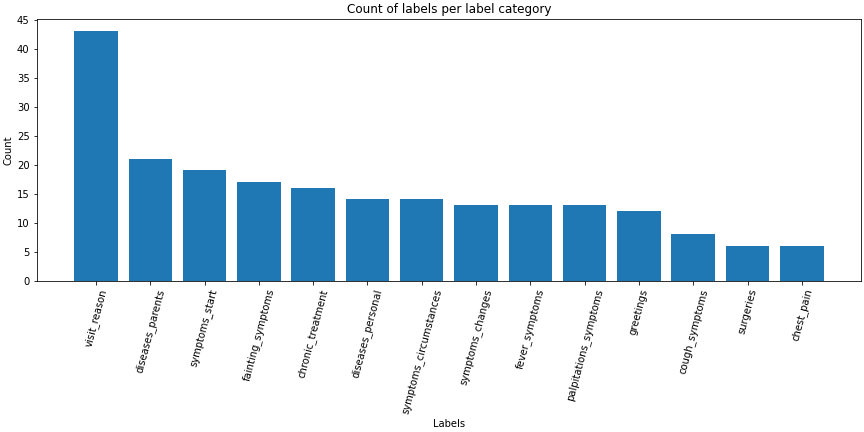 Count of labels per label category
45
40
35
30
25
20
15
10
5
0
Count
visit_reason
diseases_parents
symptoms_start
fainting_symptoms
chronic_treatment
diseases_personal
symptoms_circumstances
symptoms_changes
fever_symptoms
palpitations_symptoms
greetings
cough_symptoms
surgeries
chest_pain
Labels